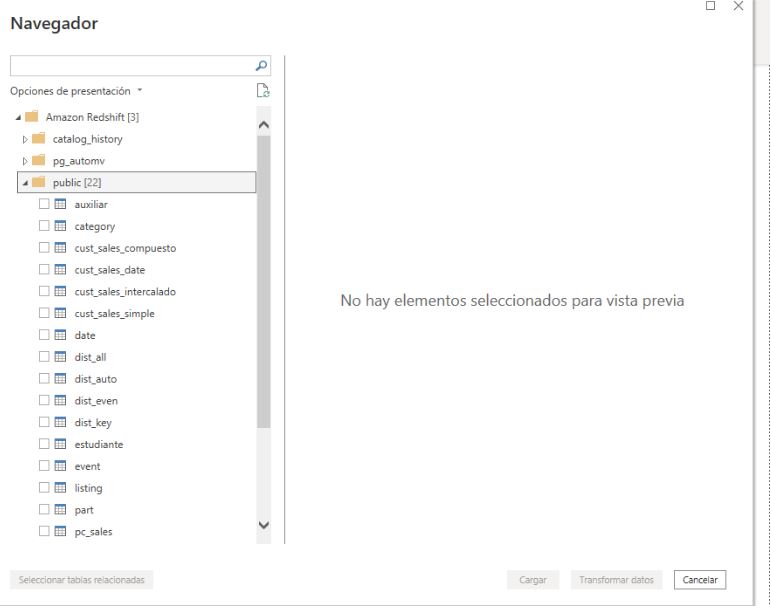 Navegador
Opciones de presentación
Amazon Redshift [3]
catalog_history
pg_automv
public [22]
auxiliar
category
cust_sales_compuesto
cust_sales_date
cust_sales_intercalado
cust_sales_simple
date
dist_all
dist_auto
dist_even
dist_key
estudiante
event
listing
part
pc_sales
No hay elementos seleccionados para vista previa
Seleccionar tablas relacionadas
Cargar
Transformar datos
Cancelar